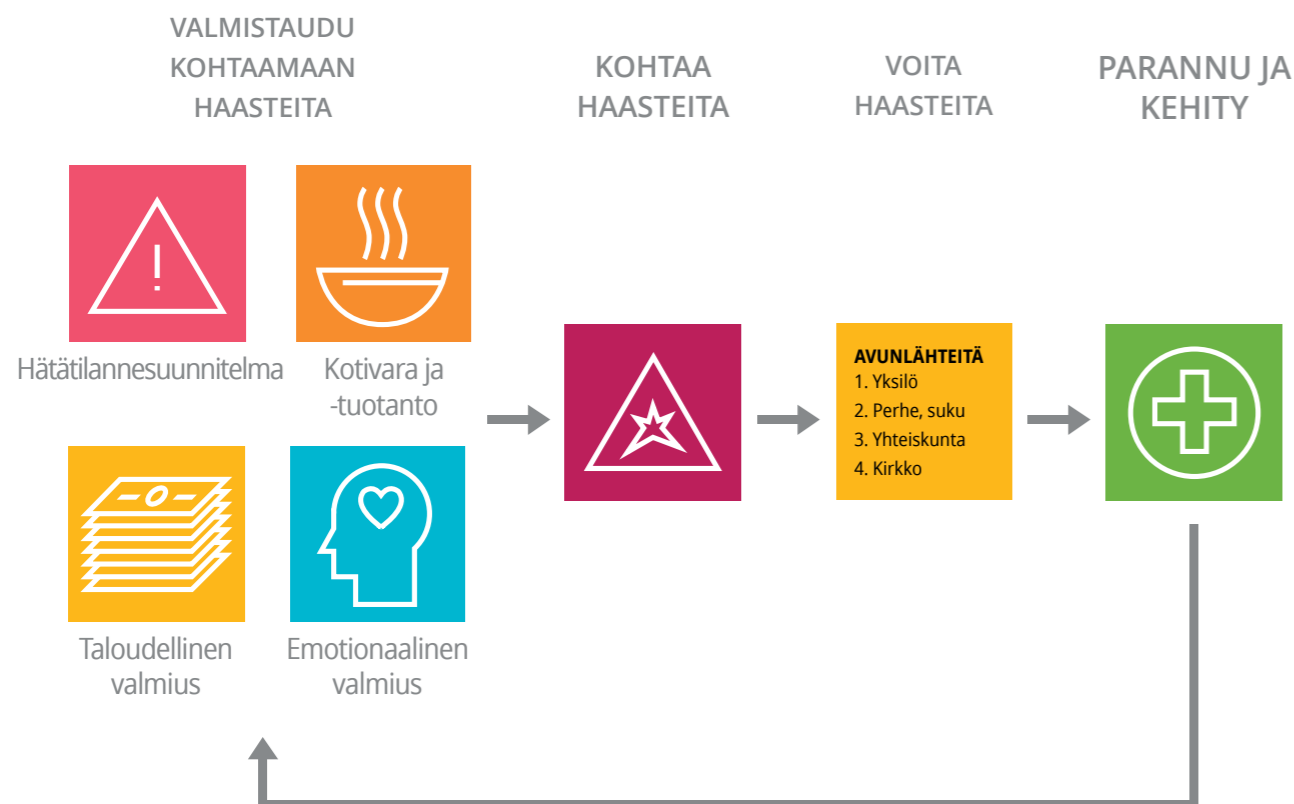 VALMISTAUDU
KOHTAAMAAN
HAASTEITA
KOHTAA
HAASTEITA
VOITA
HAASTEITA
PARANNU JA
KEHITY
Hätätilannesuunnitelma
Kotivara ja
-tuotanto
Taloudellinen
valmius
Emotionaalinen
valmius
AVUNLÄHTEITÄ
1. Yksilö
2. Perhe, suku
3. Yhteiskunta
4. Kirkko